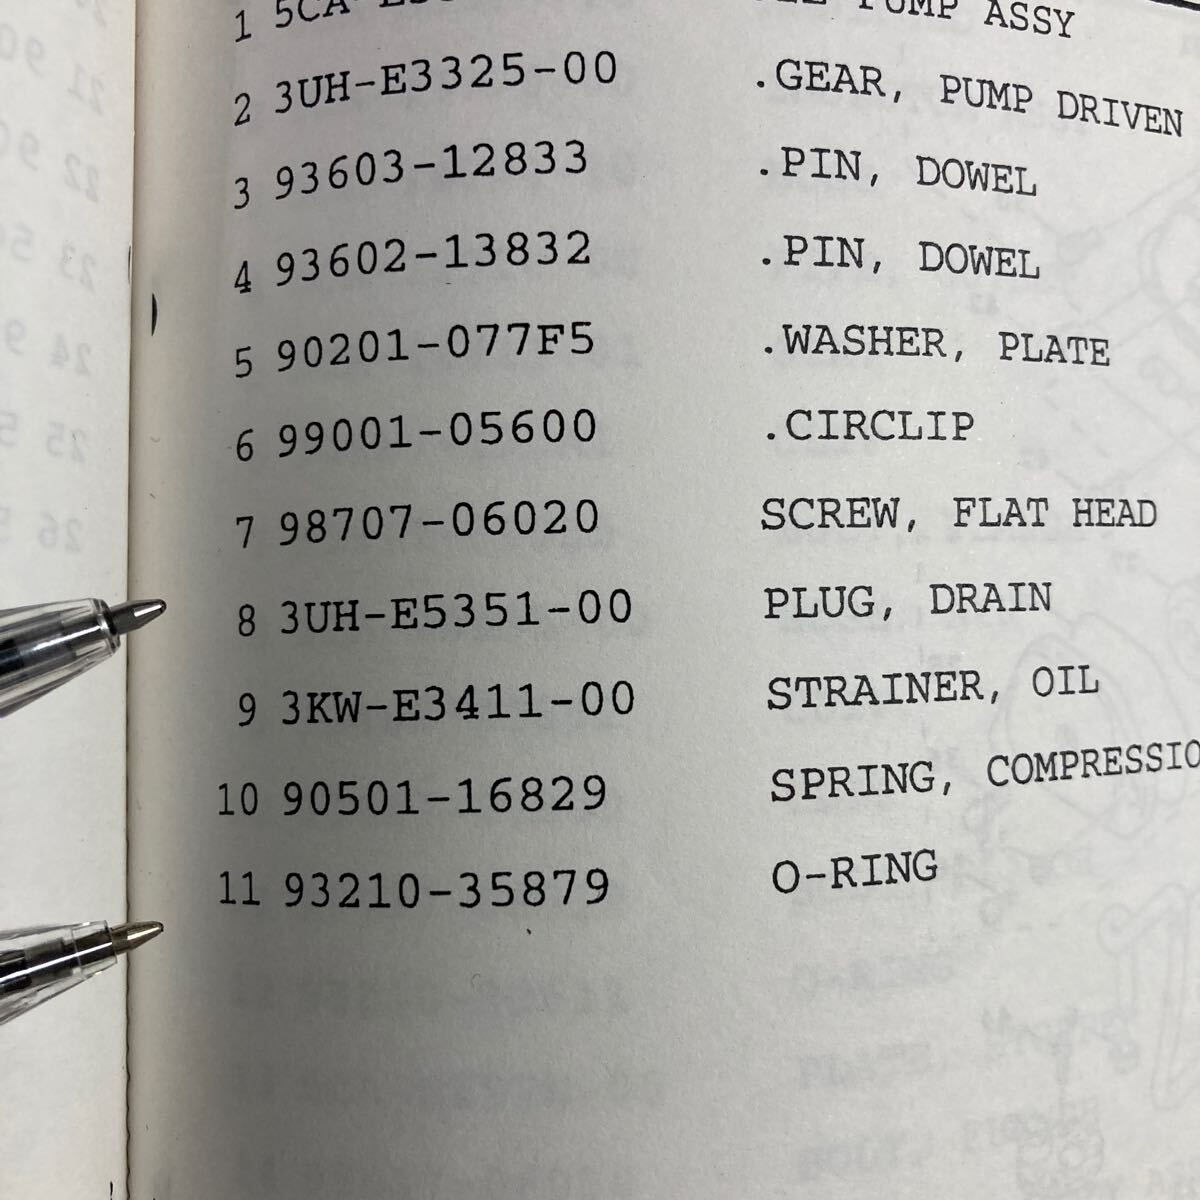 1 PUMP ASSY
2 3UH-E3325-00 .GEAR, PUMP DRIVEN
3 93603-12833 .PIN, DOWEL
4 93602-13832 .PIN, DOWEL
5 90201-077F5 .WASHER, PLATE
6 99001-05600 .CIRCLIP
7 98707-06020 SCREW, FLAT HEAD
8 3UH-E5351-00 PLUG, DRAIN
9 3KW-E3411-00 STRAINER, OIL
10 90501-16829 SPRING, COMPRESSIO
11 93210-35879 O-RING